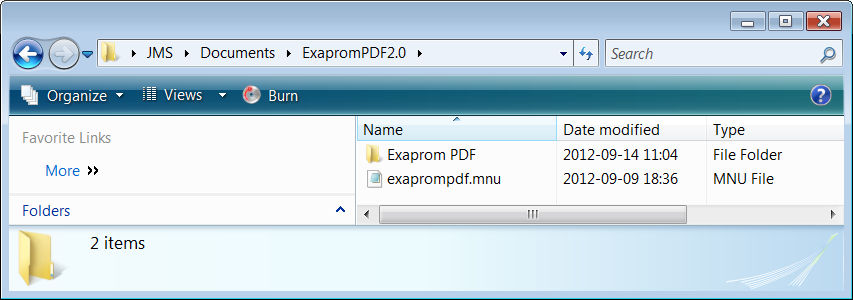 JMS Documents ExapromPDF2.0 Search
Organize Views Burn ?
Favorite Links
More
Folders
Name Date modified Type
Exaprom PDF 2012-09-14 11:04 File Folder
exaprompdf.mnu 2012-09-09 18:36 MNU File
2 items